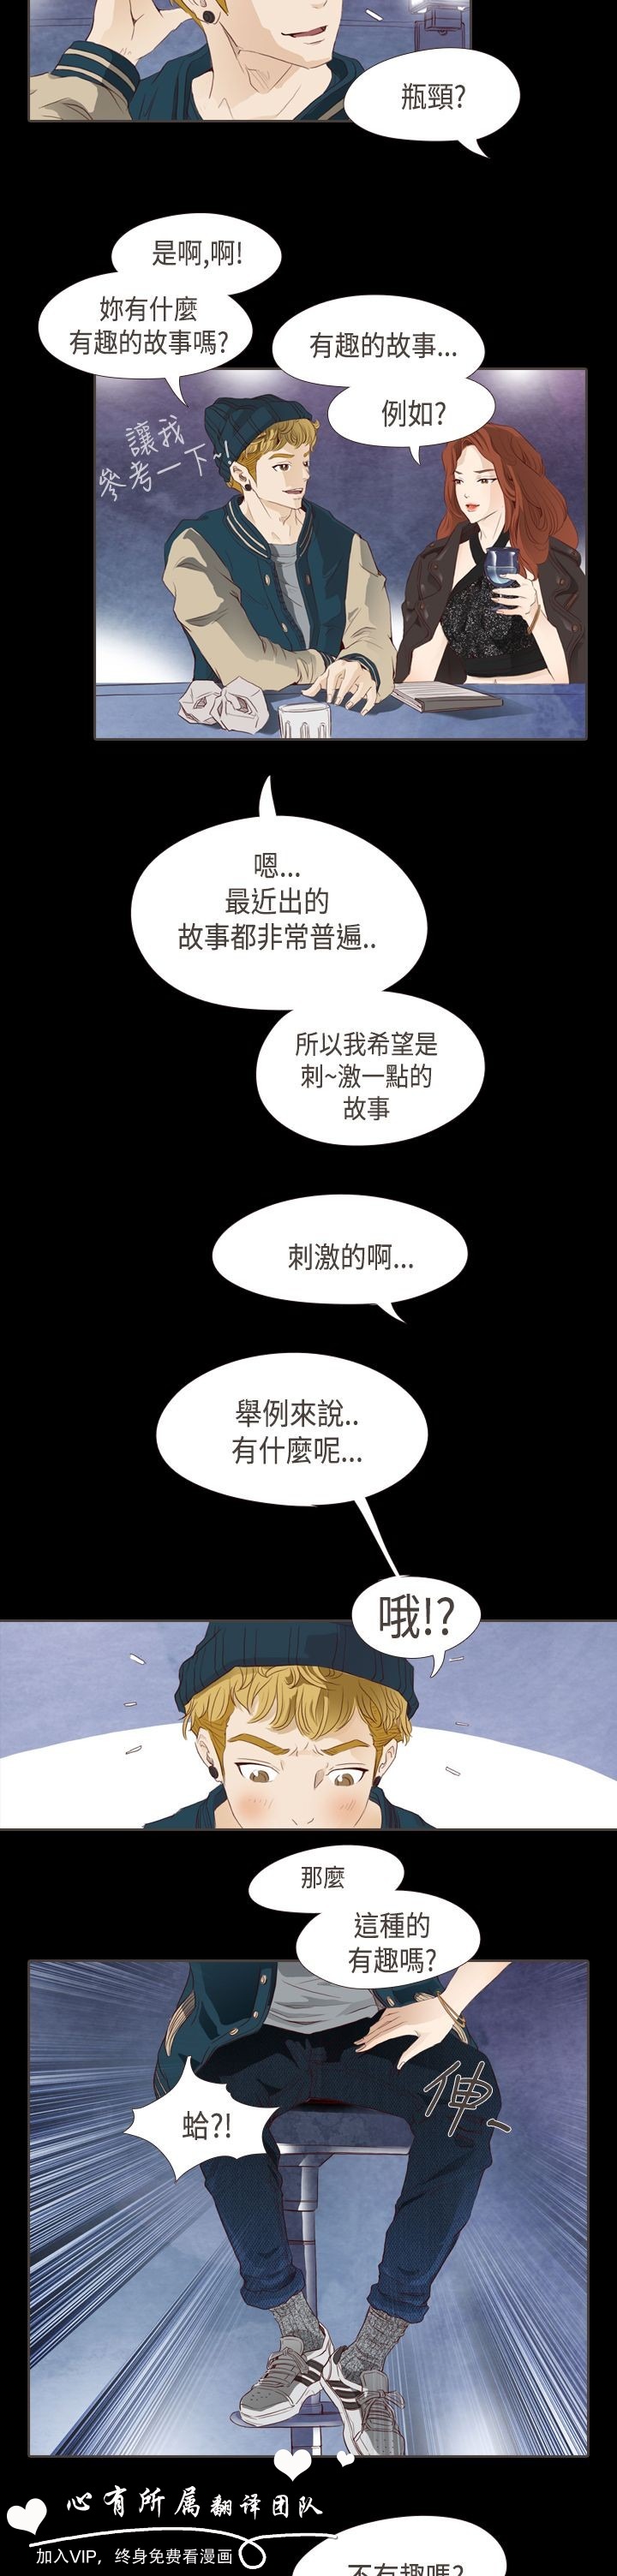 瓶頸?
是啊,啊!
妳有什麼
有趣的故事嗎?
有趣的故事...
例如?
讓我
參考一下~!
嗯...
最近出的
故事都非常普遍..
所以我希望是
刺~激一點的
故事
刺激的啊...
舉例來說..
有什麼呢...
哦!?
那麼
這種的
有趣嗎?
伸-
蛤?!
心有所属翻译团队
加入VIP，终身免费看漫画
不有趣嗎?